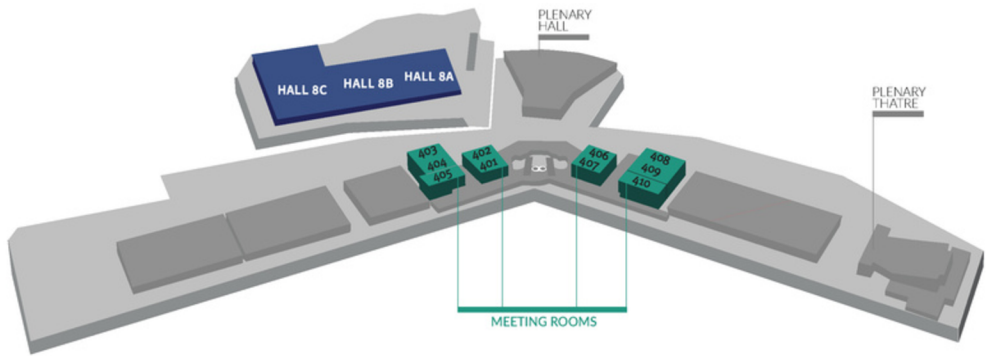 PLENARY
HALL
HALL 8C
HALL 8B
HALL 8A
PLENARY
THATRE
403
404
405
402
401
406
407
408
409
410
MEETING ROOMS